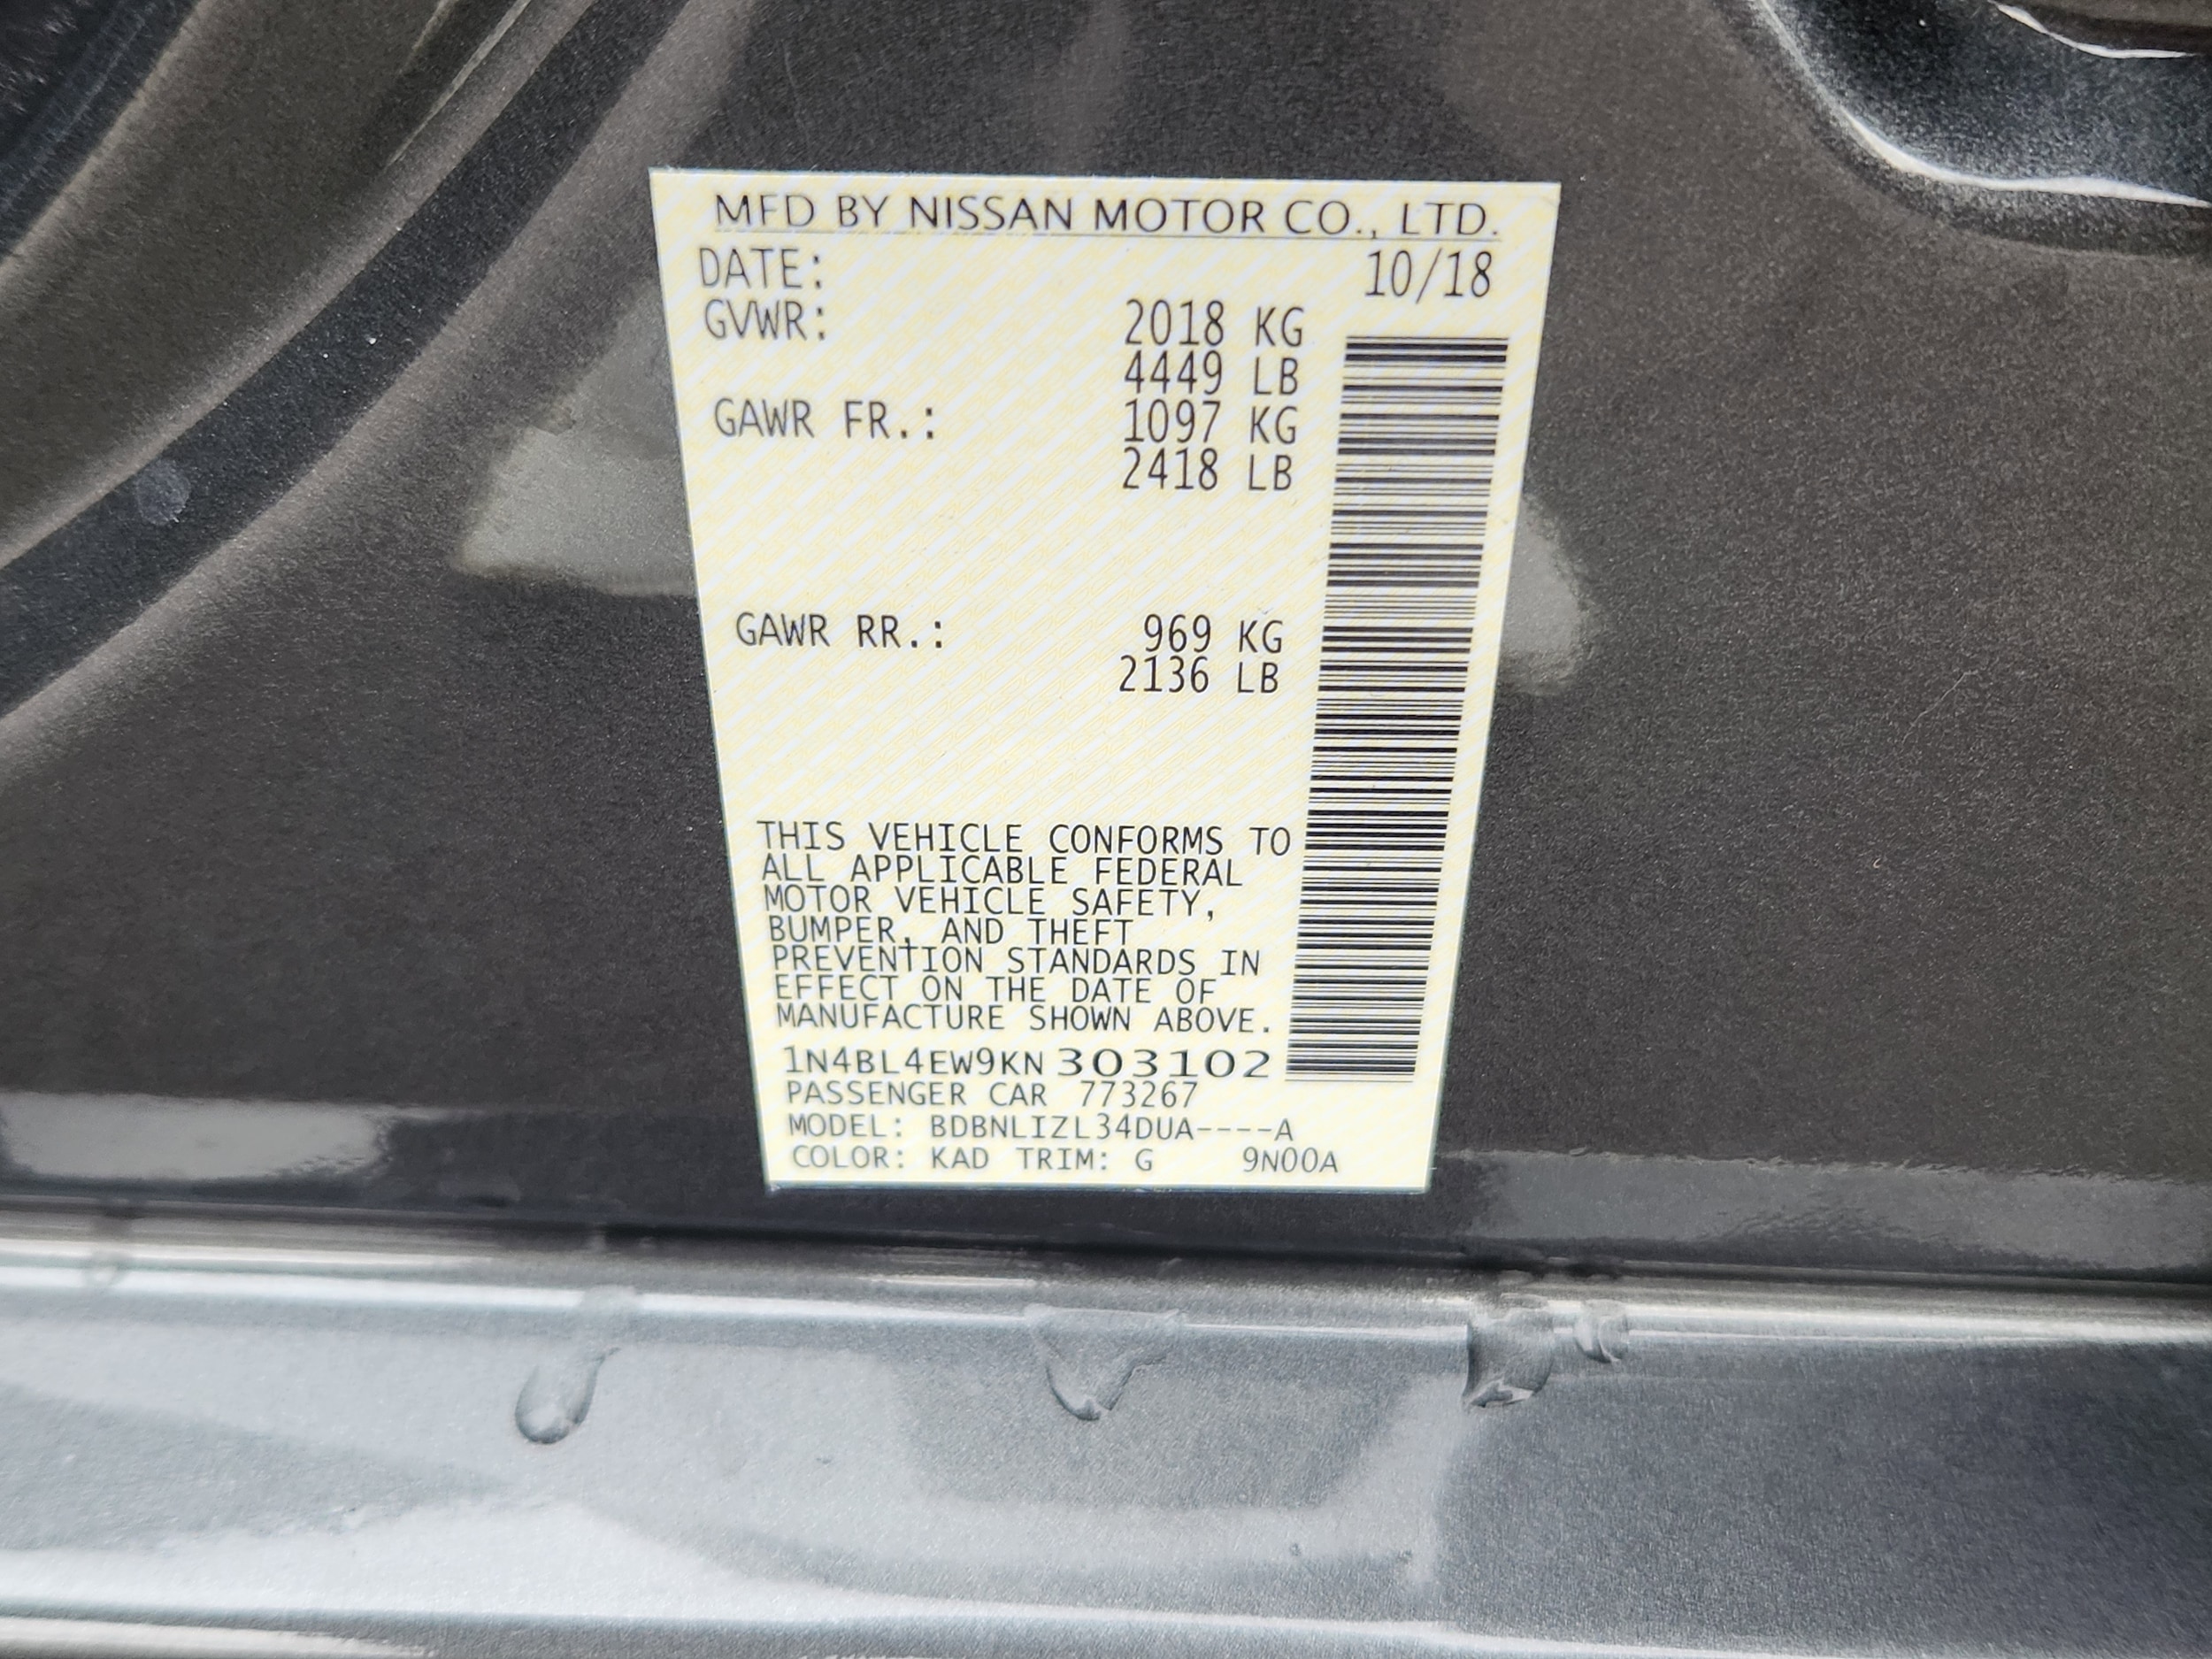 MFD BY NISSAN MOTOR CO., LTD.
DATE: 10/18
GVWR: 2018 KG
4449 LB
GAWR FR.: 1097 KG
2418 LB
GAWR RR.: 969 KG
2136 LB
THIS VEHICLE CONFORMS TO
ALL APPLICABLE FEDERAL
MOTOR VEHICLE SAFETY,
BUMPER, AND THEFT
PREVENTION STANDARDS IN
EFFECT ON THE DATE OF
MANUFACTURE SHOWN ABOVE.
1N4BL4EW9KN303102
PASSENGER CAR 773267
MODEL: BDBNLIZL34DUA----A
COLOR: KAD TRIM: G 9N00A